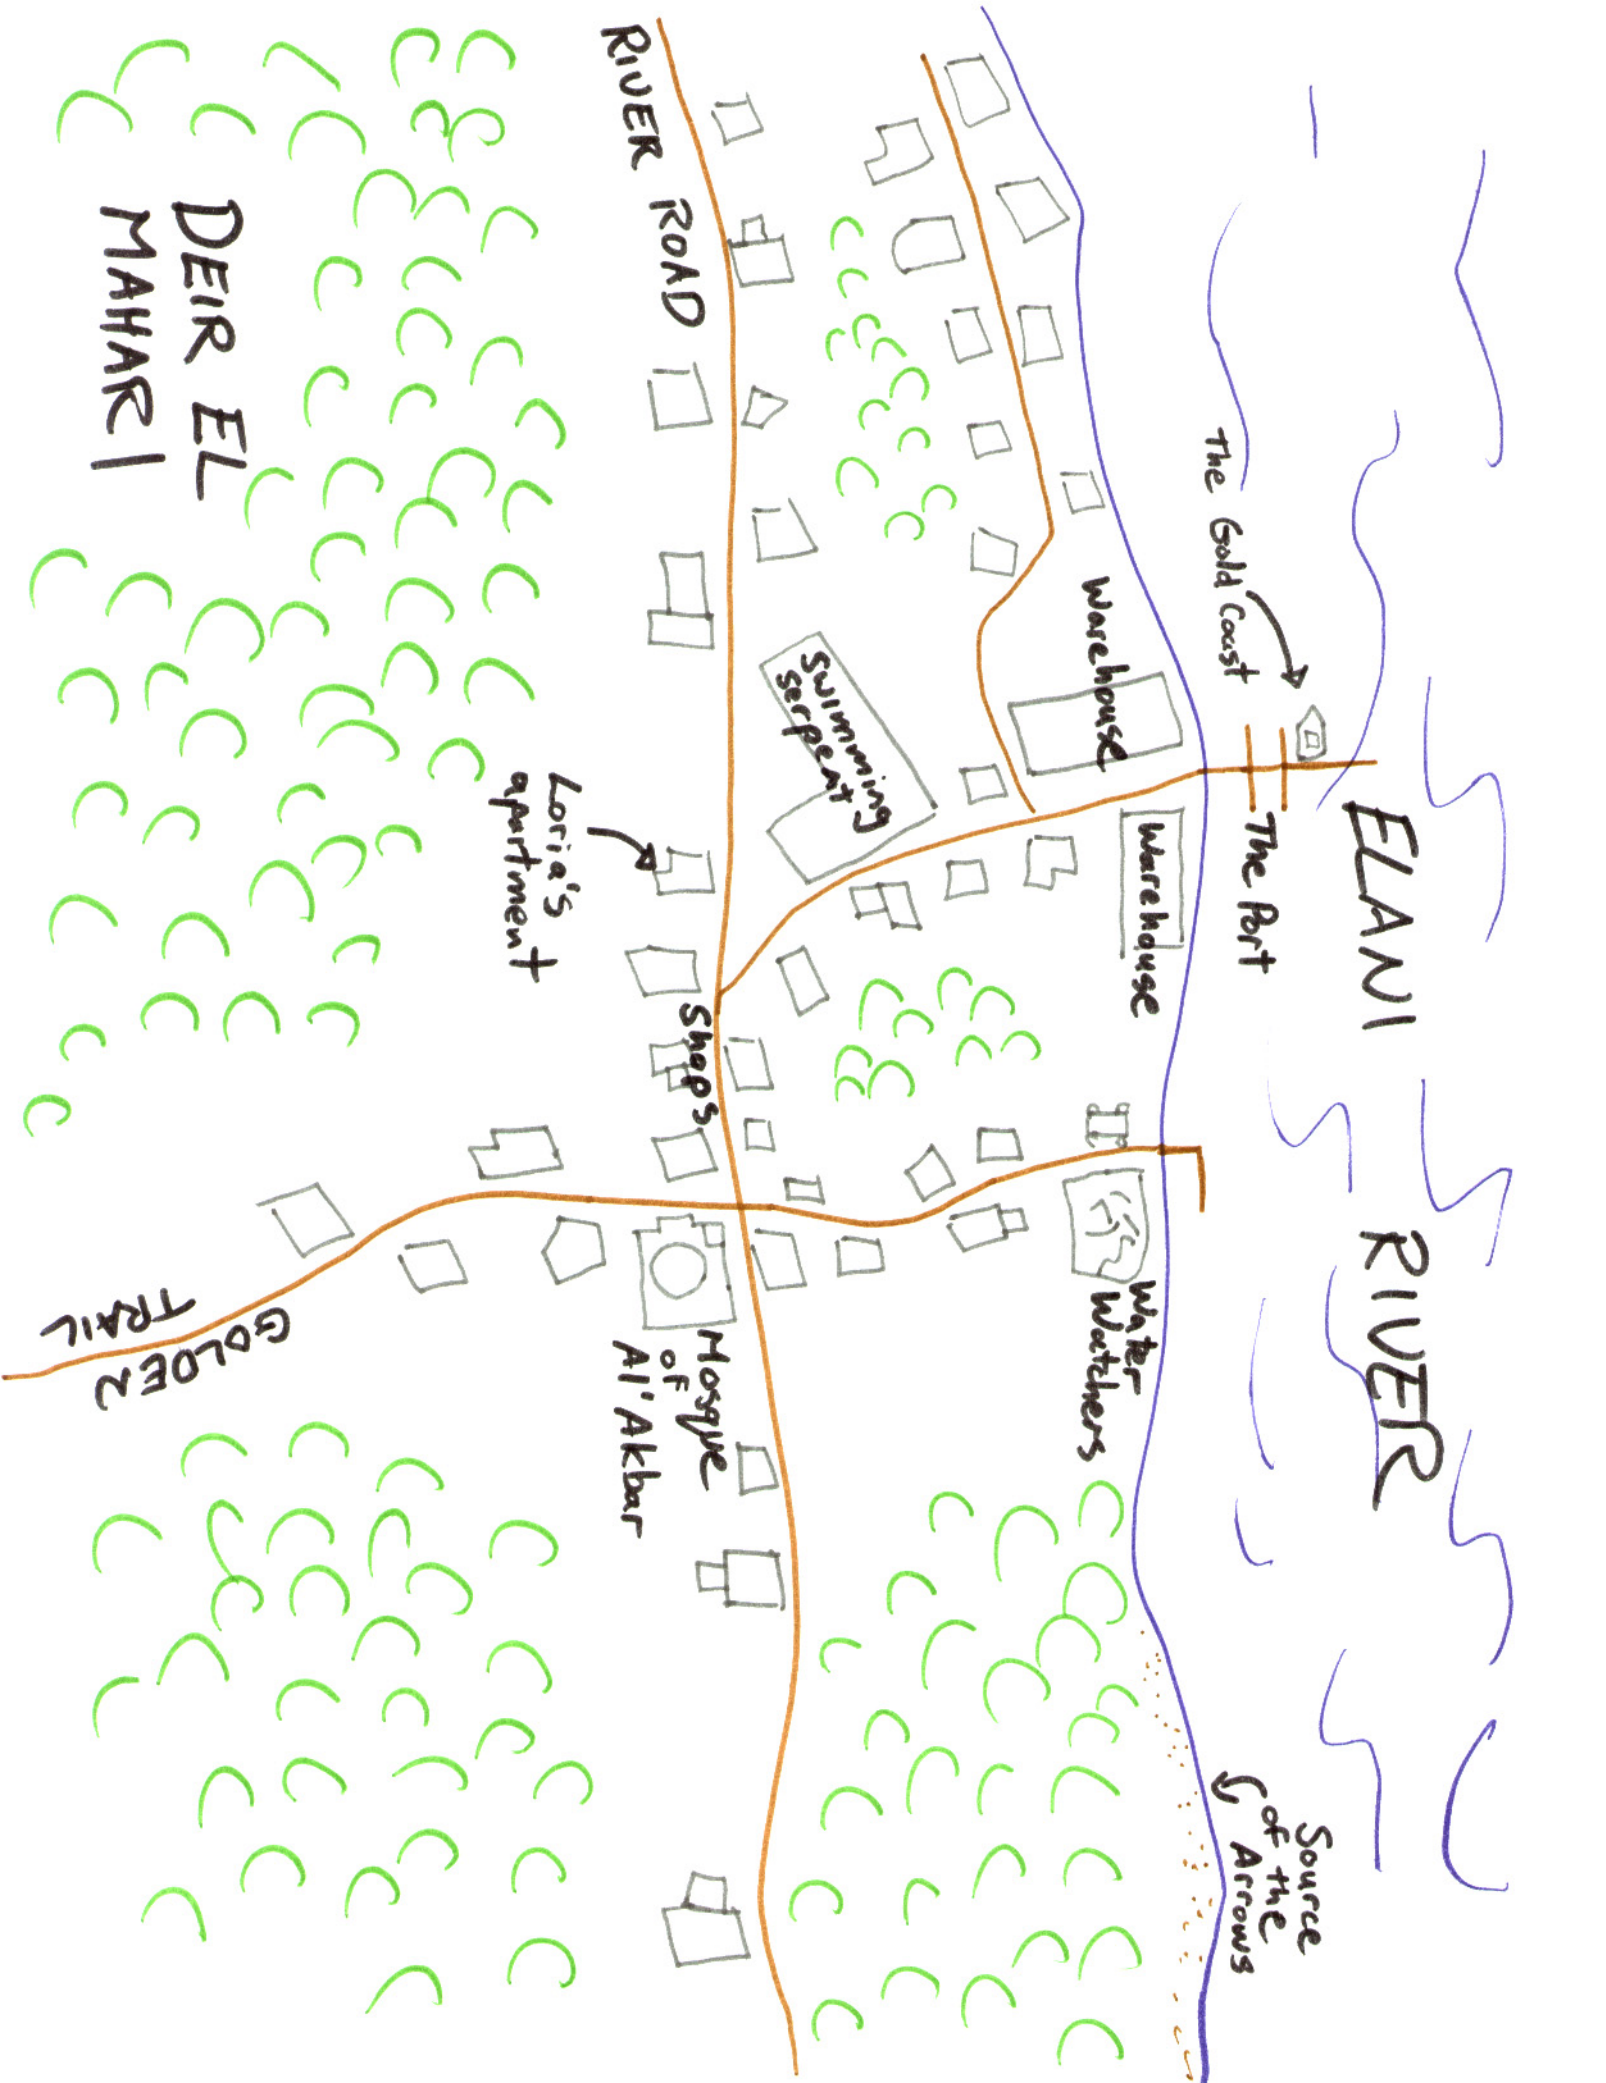 ELANI RIVER
The Gold Coast
The Port
Source
of the
Arrows
Warehouse
Warehouse
Water
Watchers
Swimming
Serpent
RIVER ROAD
Shops
Mosque
of
Al'Akbar
Loria's
apartment
DEIR EL
MAHARI
GOLDEN
TRAIL